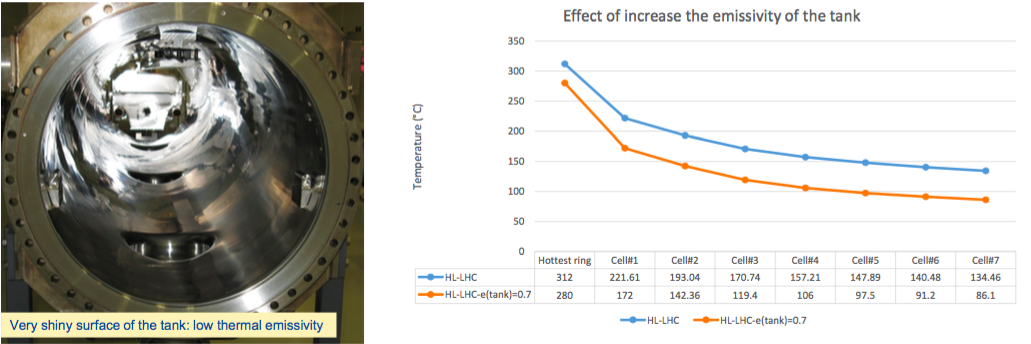 Very shiny surface of the tank: low thermal emissivity
Effect of increase the emissivity of the tank
Temperature (°C)
350
300
250
200
150
100
50
0
Hottest ring Cell#1 Cell#2 Cell#3 Cell#4 Cell#5 Cell#6 Cell#7
HL-LHC 312 221.61 193.04 170.74 157.21 147.89 140.48 134.46
HL-LHC-e(tank)=0.7 280 172 142.36 119.4 106 97.5 91.2 86.1
HL-LHC HL-LHC-e(tank)=0.7